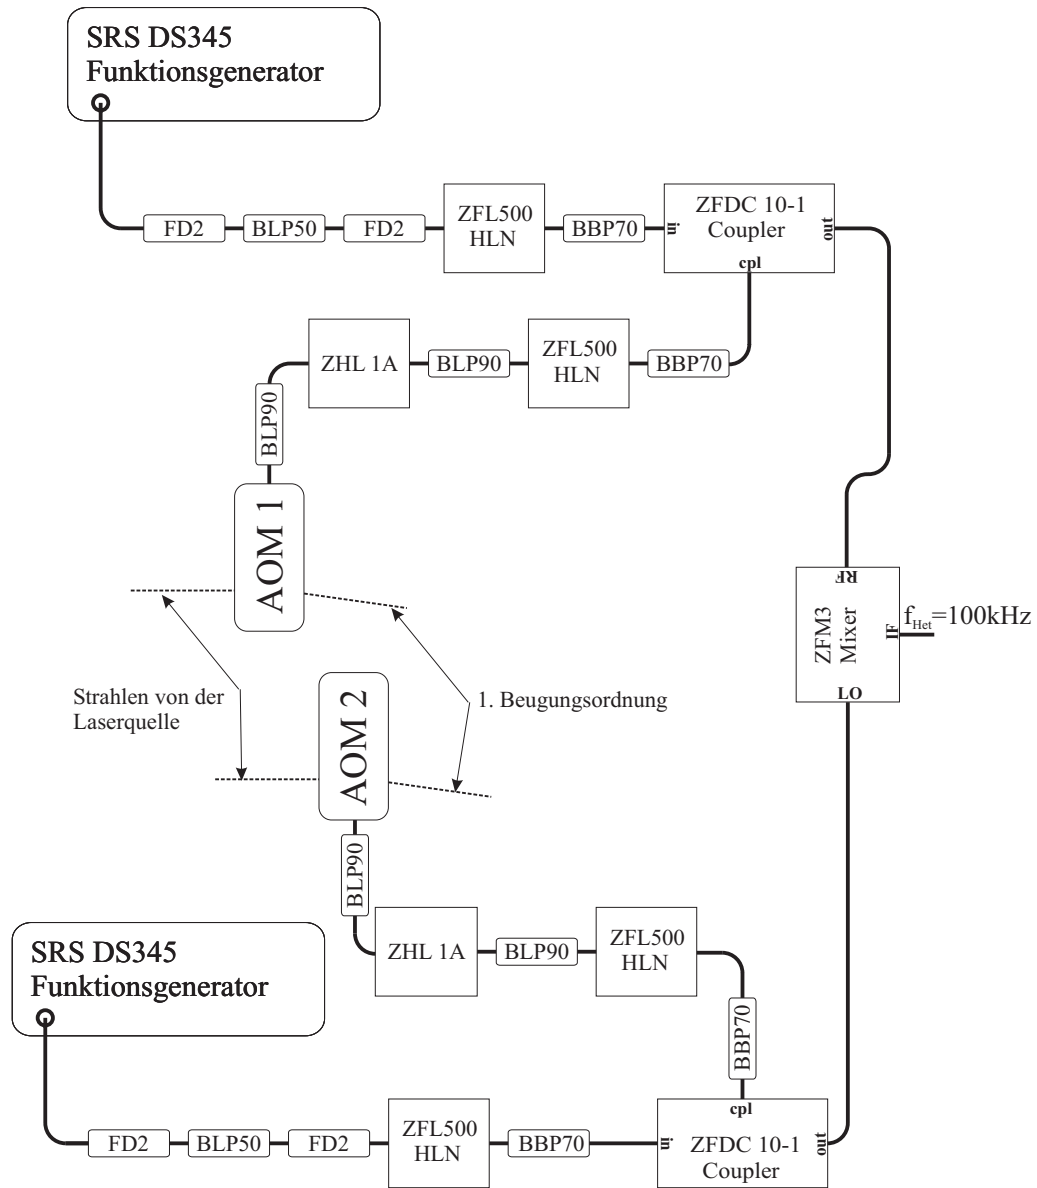 SRS DS345
Funktionsgenerator
FD2
BLP50
FD2
ZFL500
HLN
BBP70
in
ZFDC 10-1
Coupler
out
cpl
ZHL 1A
BLP90
ZFL500
HLN
BBP70
BLP90
AOM 1
RF
ZFM3
Mixer
IF
LO
fHet=100kHz
Strahlen von der
Laserquelle
1. Beugungsordnung
AOM 2
BLP90
ZHL 1A
BLP90
ZFL500
HLN
BBP70
SRS DS345
Funktionsgenerator
FD2
BLP50
FD2
ZFL500
HLN
BBP70
cpl
in
ZFDC 10-1
Coupler
out